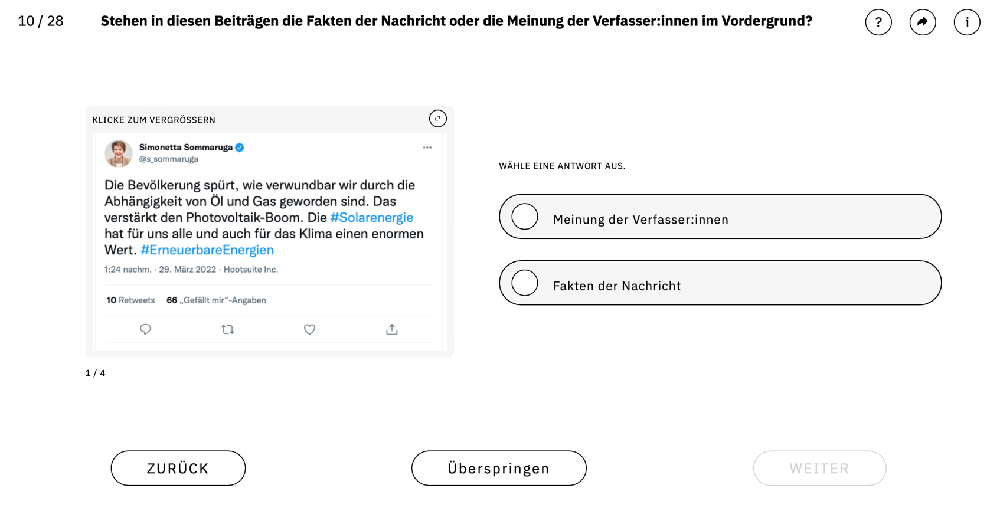 10 / 28
Stehen in diesen Beiträgen die Fakten der Nachricht oder die Meinung der Verfasser:innen im Vordergrund?
?
i
KLICKE ZUM VERGRÖSSERN
Simonetta Sommaruga
@s_sommaruga
Die Bevölkerung spürt, wie verwundbar wir durch die
Abhängigkeit von Öl und Gas geworden sind. Das
verstärkt den Photovoltaik-Boom. Die #Solarenergie
hat für uns alle und auch für das Klima einen enormen
Wert. #ErneuerbareEnergien
1:24 nachm. · 29. März 2022 · Hootsuite Inc.
10 Retweets 66 „Gefällt mir“-Angaben
1 / 4
WÄHLE EINE ANTWORT AUS.
Meinung der Verfasser:innen
Fakten der Nachricht
ZURÜCK
Überspringen
WEITER